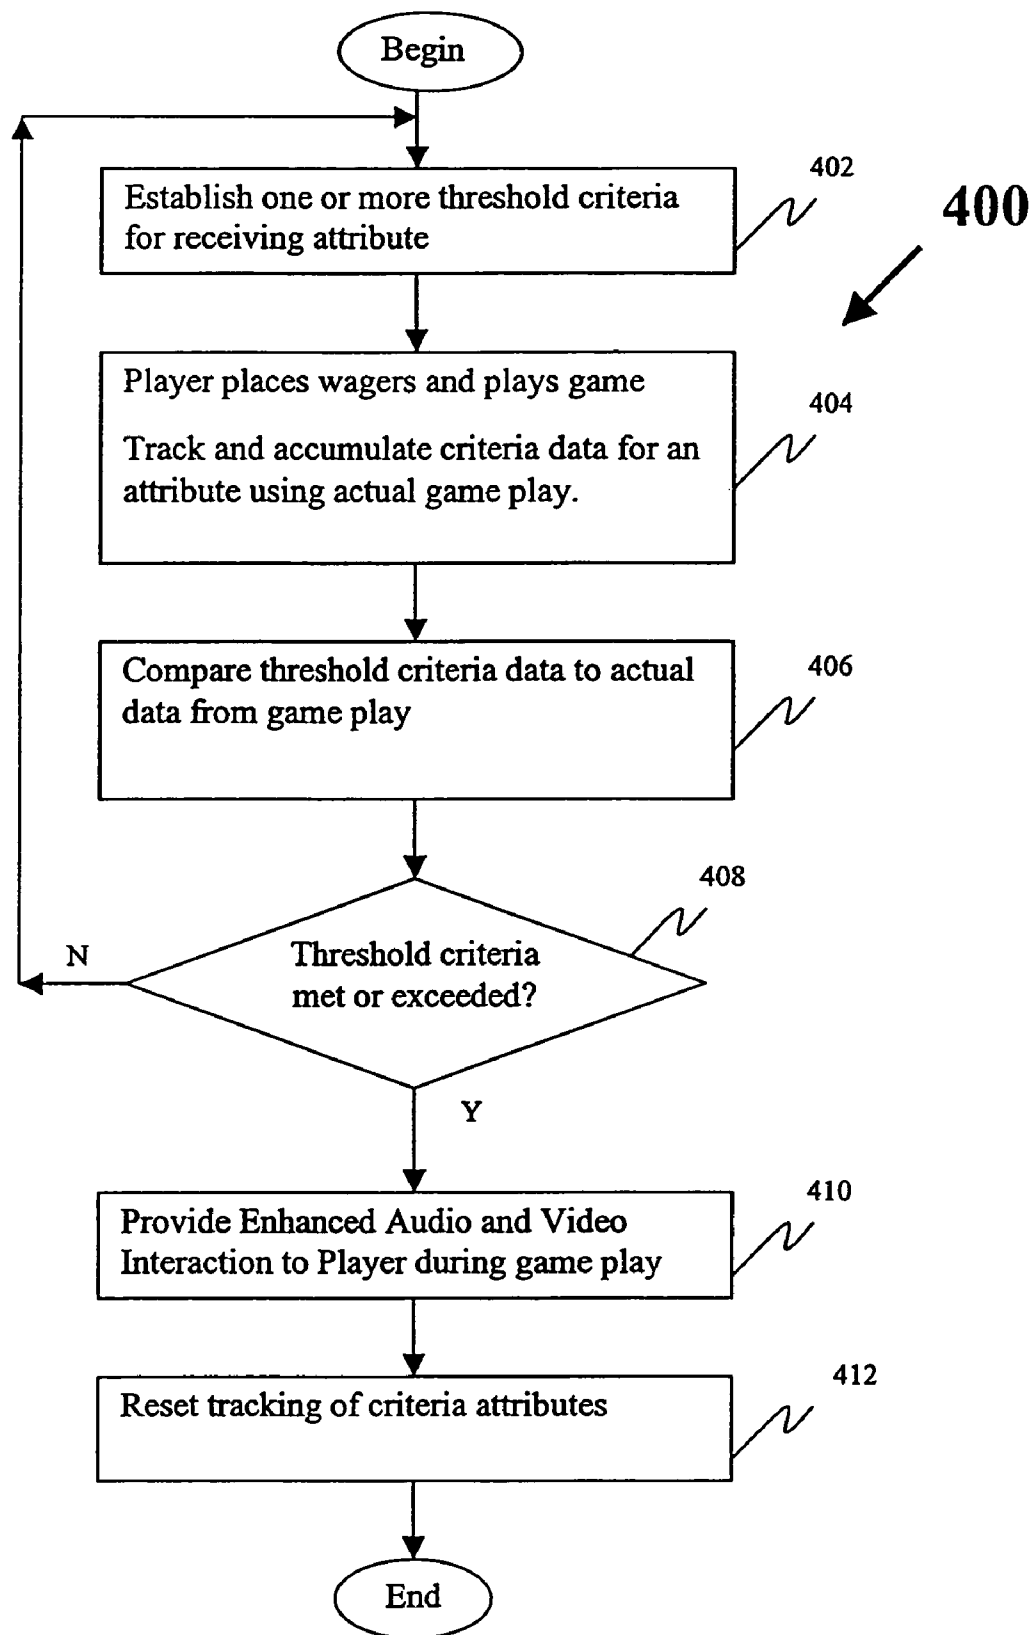 Begin
402
Establish one or more threshold criteria
for receiving attribute
400
Player places wagers and plays game
404
Track and accumulate criteria data for an
attribute using actual game play.
Compare threshold criteria data to actual
data from game play
406
408
Threshold criteria
met or exceeded?
N
Y
410
Provide Enhanced Audio and Video
Interaction to Player during game play
412
Reset tracking of criteria attributes
End